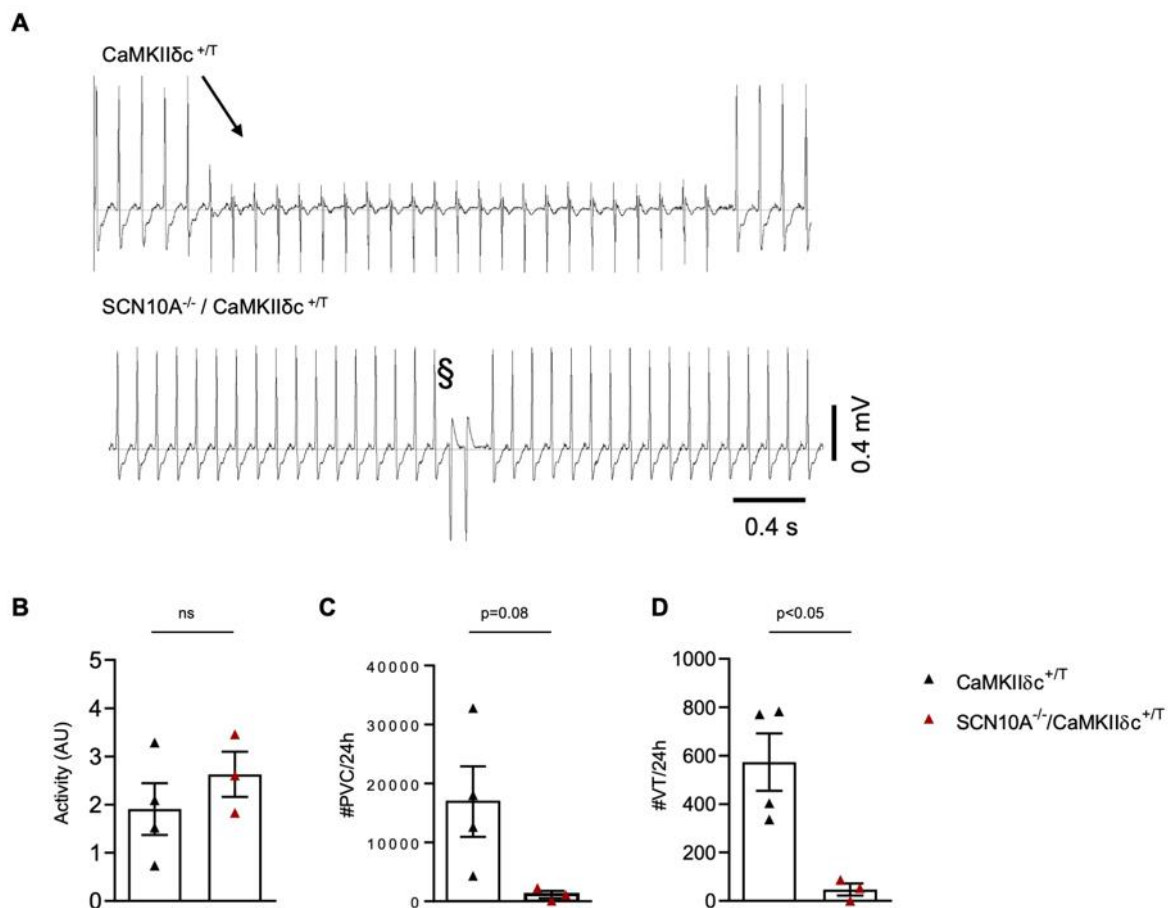 A
CaMKIIδc +/T
SCN10A-/- / CaMKIIδc +/T
§
0.4 mV
0.4 s
B
ns
Activity (AU)
5
4
3
2
1
0
C
p=0.08
#PVC/24h
40000
30000
20000
10000
0
D
p<0.05
#VT/24h
1000
800
600
400
200
0
CaMKIIδc+/T
SCN10A-/-/CaMKIIδc+/T